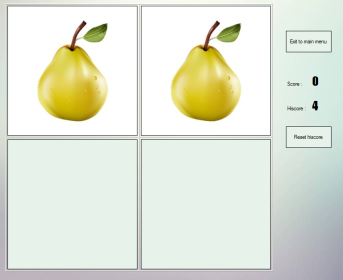 Exit to main menu
Score : 0
Hiscore : 4
Reset hiscore